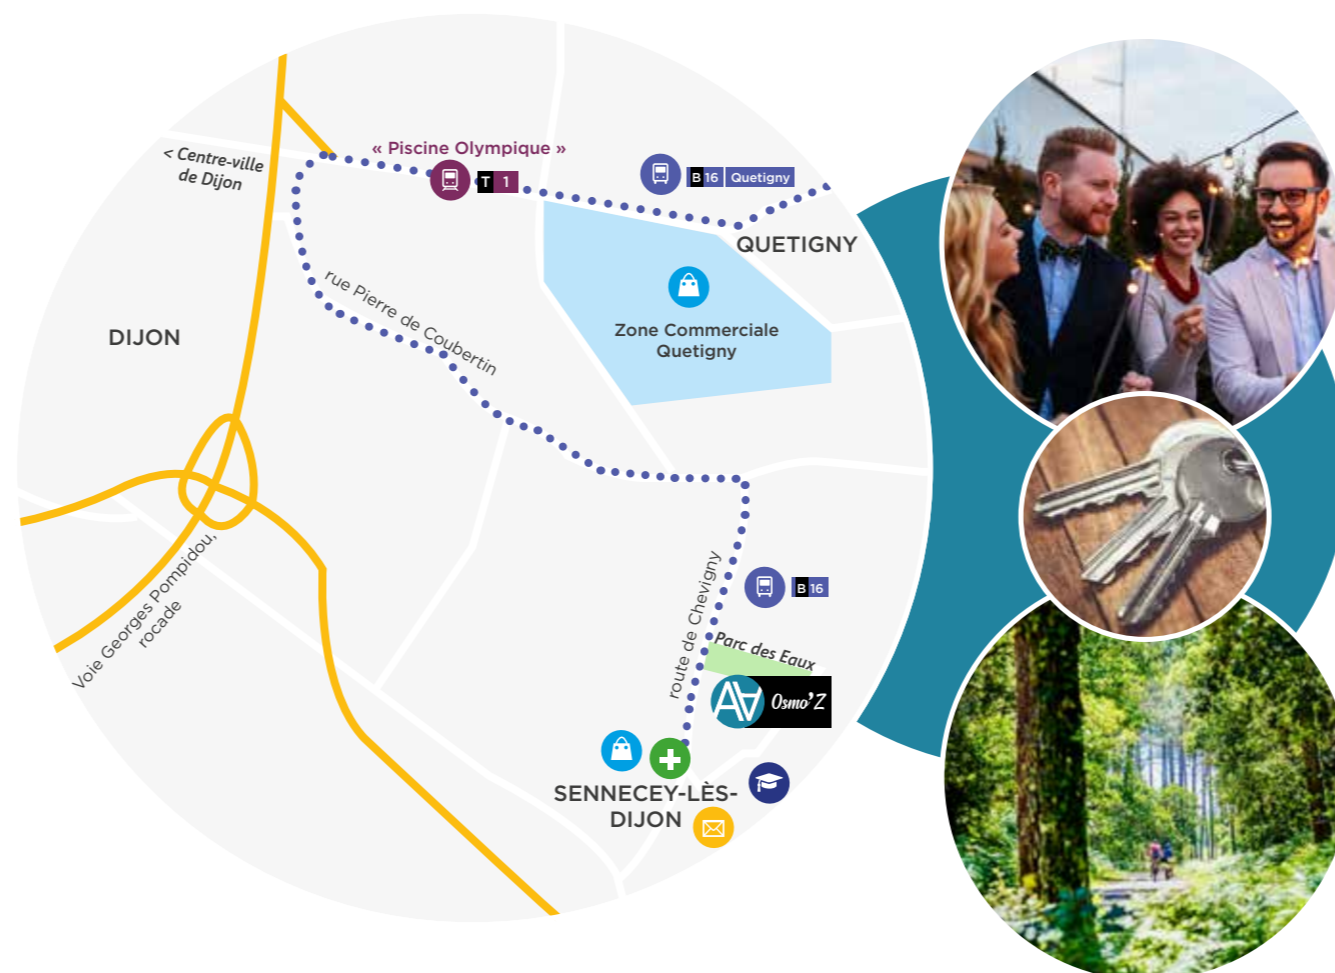 < Centre-ville
de Dijon
« Piscine Olympique »
T 1
B 16 Quetigny
QUETIGNY
rue Pierre de Coubertin
Zone Commerciale
Quetigny
DIJON
Voie Georges Pompidou,
rocade
route de Chevigny
B 16
Parc des Eaux
Osmo'Z
SENNECEY-LÈS-
DIJON